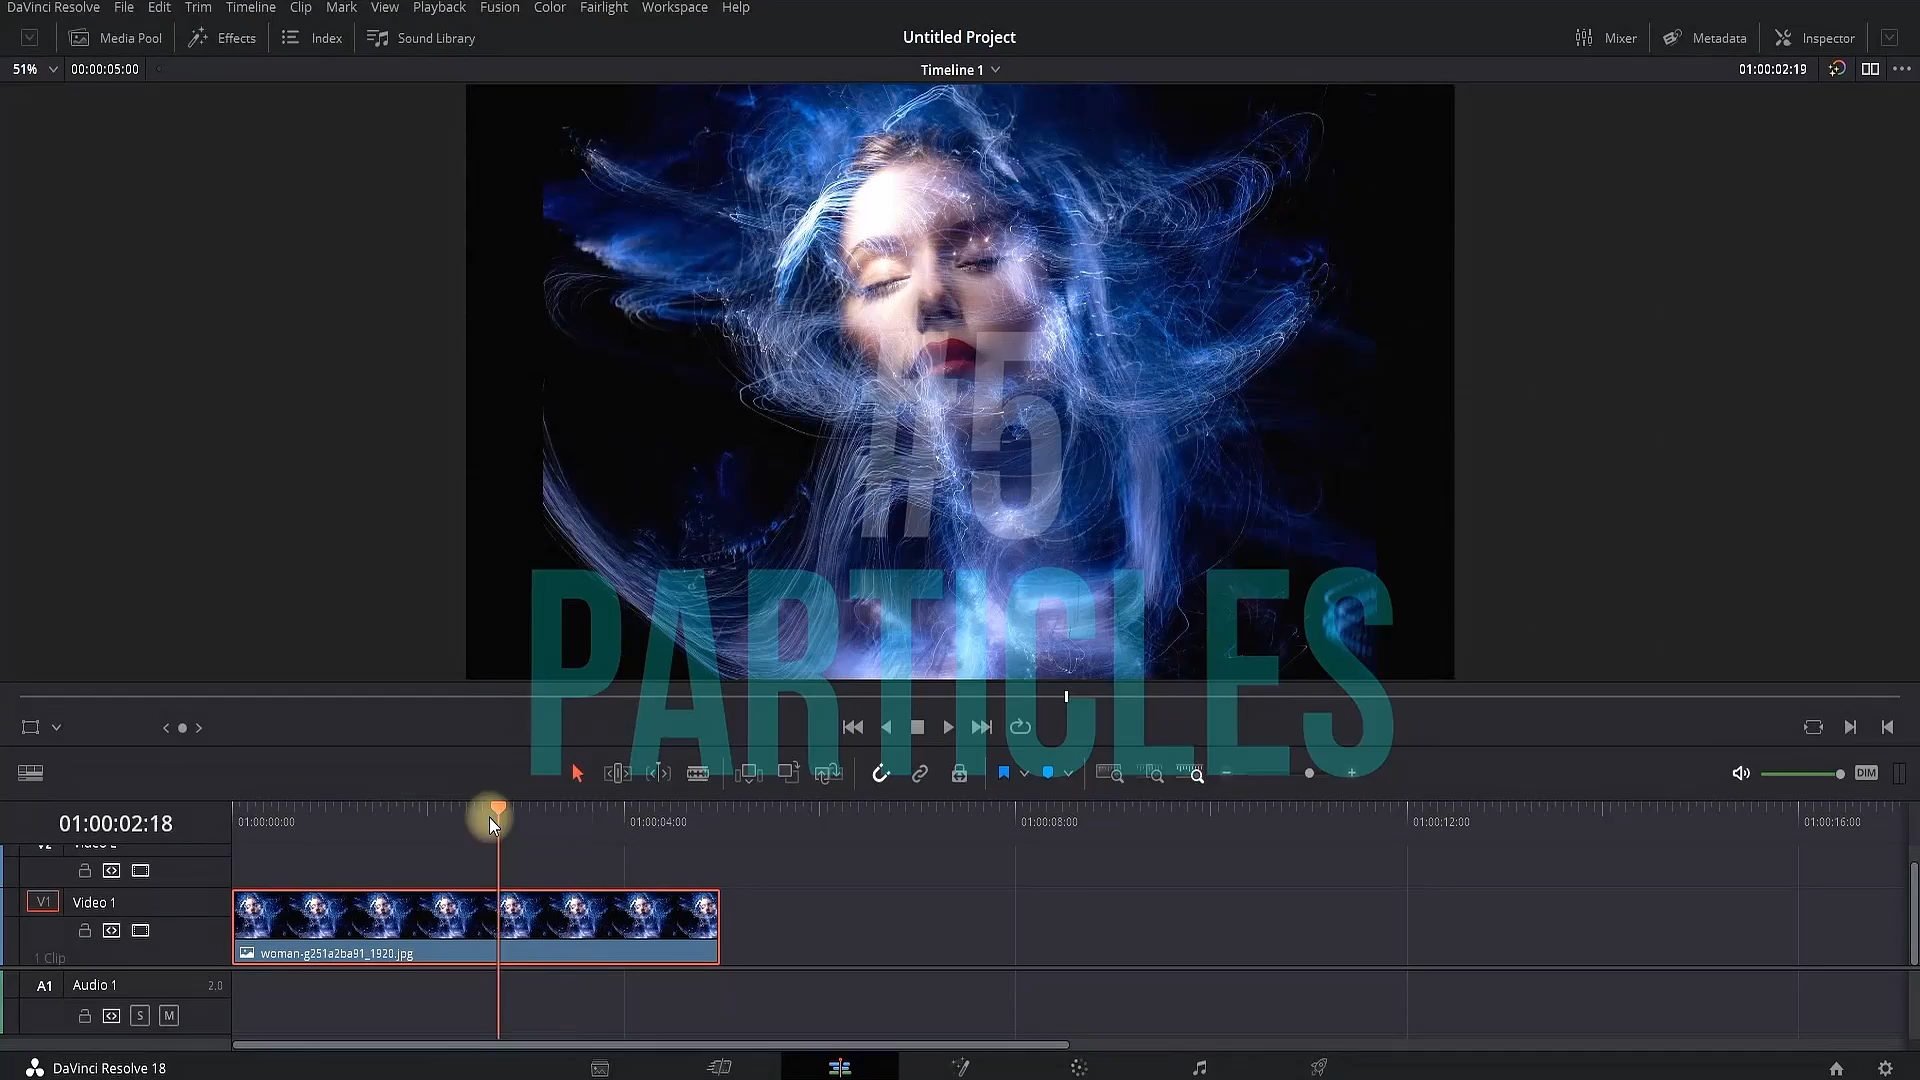 DaVinci Resolve File Edit Trim Timeline Clip Mark View Playback Fusion Color Fairlight Workspace Help
Media Pool Effects Index Sound Library Untitled Project Mixer Metadata Inspector
51% 00:00:05:00 Timeline 1 01:00:02:19
#5
PARTICLES
DIM
01:00:02:18 01:00:00:00 01:00:04:00 01:00:08:00 01:00:12:00 01:00:16:00
V1 Video 1
1 Clip
woman-g251a2ba91_1920.jpg
A1 Audio 1 2.0
S M
DaVinci Resolve 18